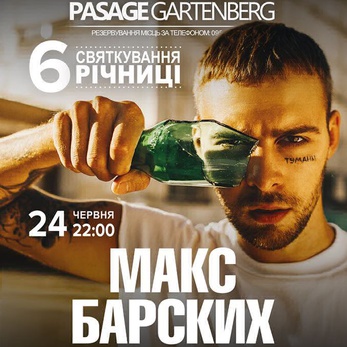 PASAGE GARTENBERG
РЕЗЕРВУВАННЯ МІСЦЬ ЗА ТЕЛЕФОНОМ:
6 СВЯТКУВАННЯ
РІЧНИЦІ
ТУМАНЫ
24 ЧЕРВНЯ
22:00
МАКС
БАРСКИХ